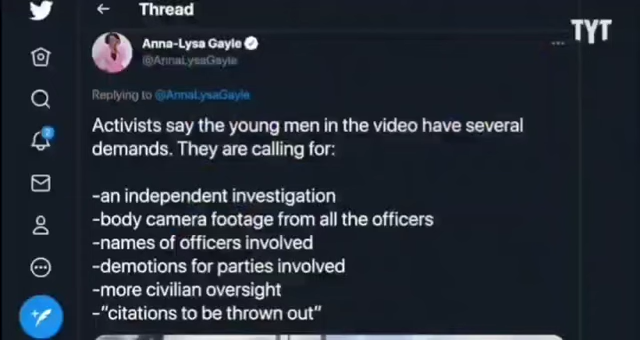 Thread
TYT
Anna-Lysa Gayle
@AnnaLysaGayle
Replying to @AnnaLysaGayle
Activists say the young men in the video have several
demands. They are calling for:
-an independent investigation
-body camera footage from all the officers
-names of officers involved
-demotions for parties involved
-more civilian oversight
-“citations to be thrown out”